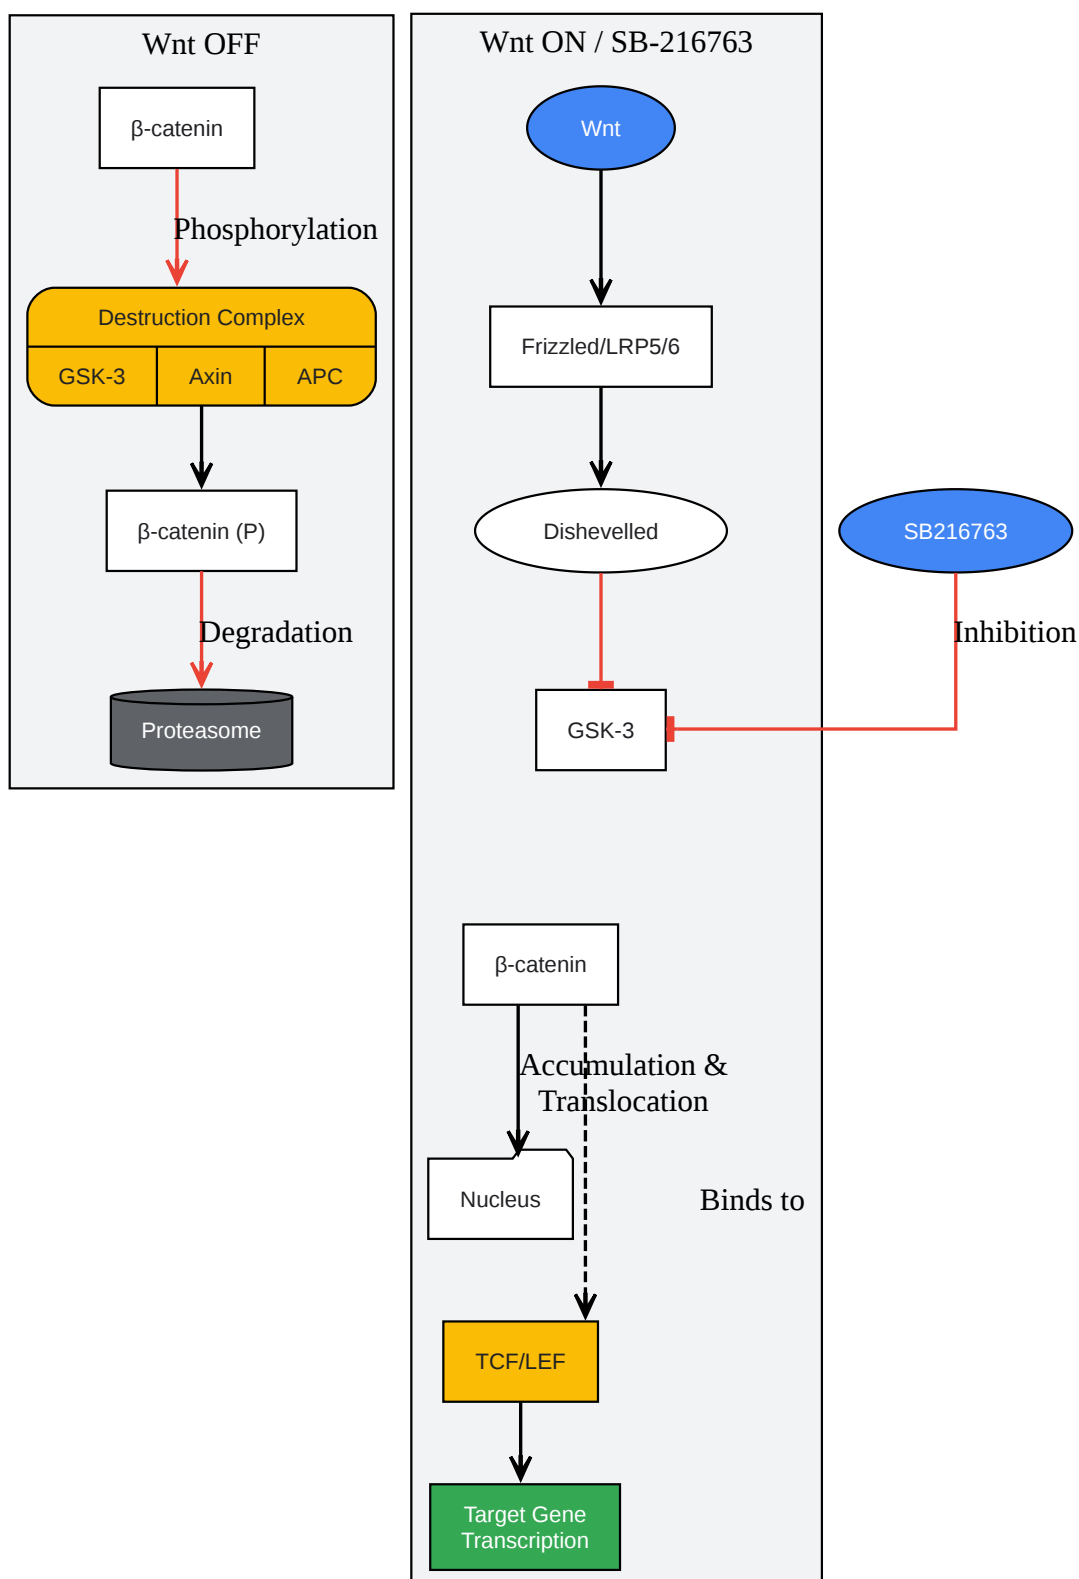 Wnt OFF
β-catenin
Phosphorylation
Destruction Complex
GSK-3
Axin
APC
β-catenin (P)
Degradation
Proteasome
Wnt ON / SB-216763
Wnt
Frizzled/LRP5/6
Dishevelled
SB216763
Inhibition
GSK-3
β-catenin
Accumulation &
Translocation
Nucleus
Binds to
TCF/LEF
Target Gene
Transcription